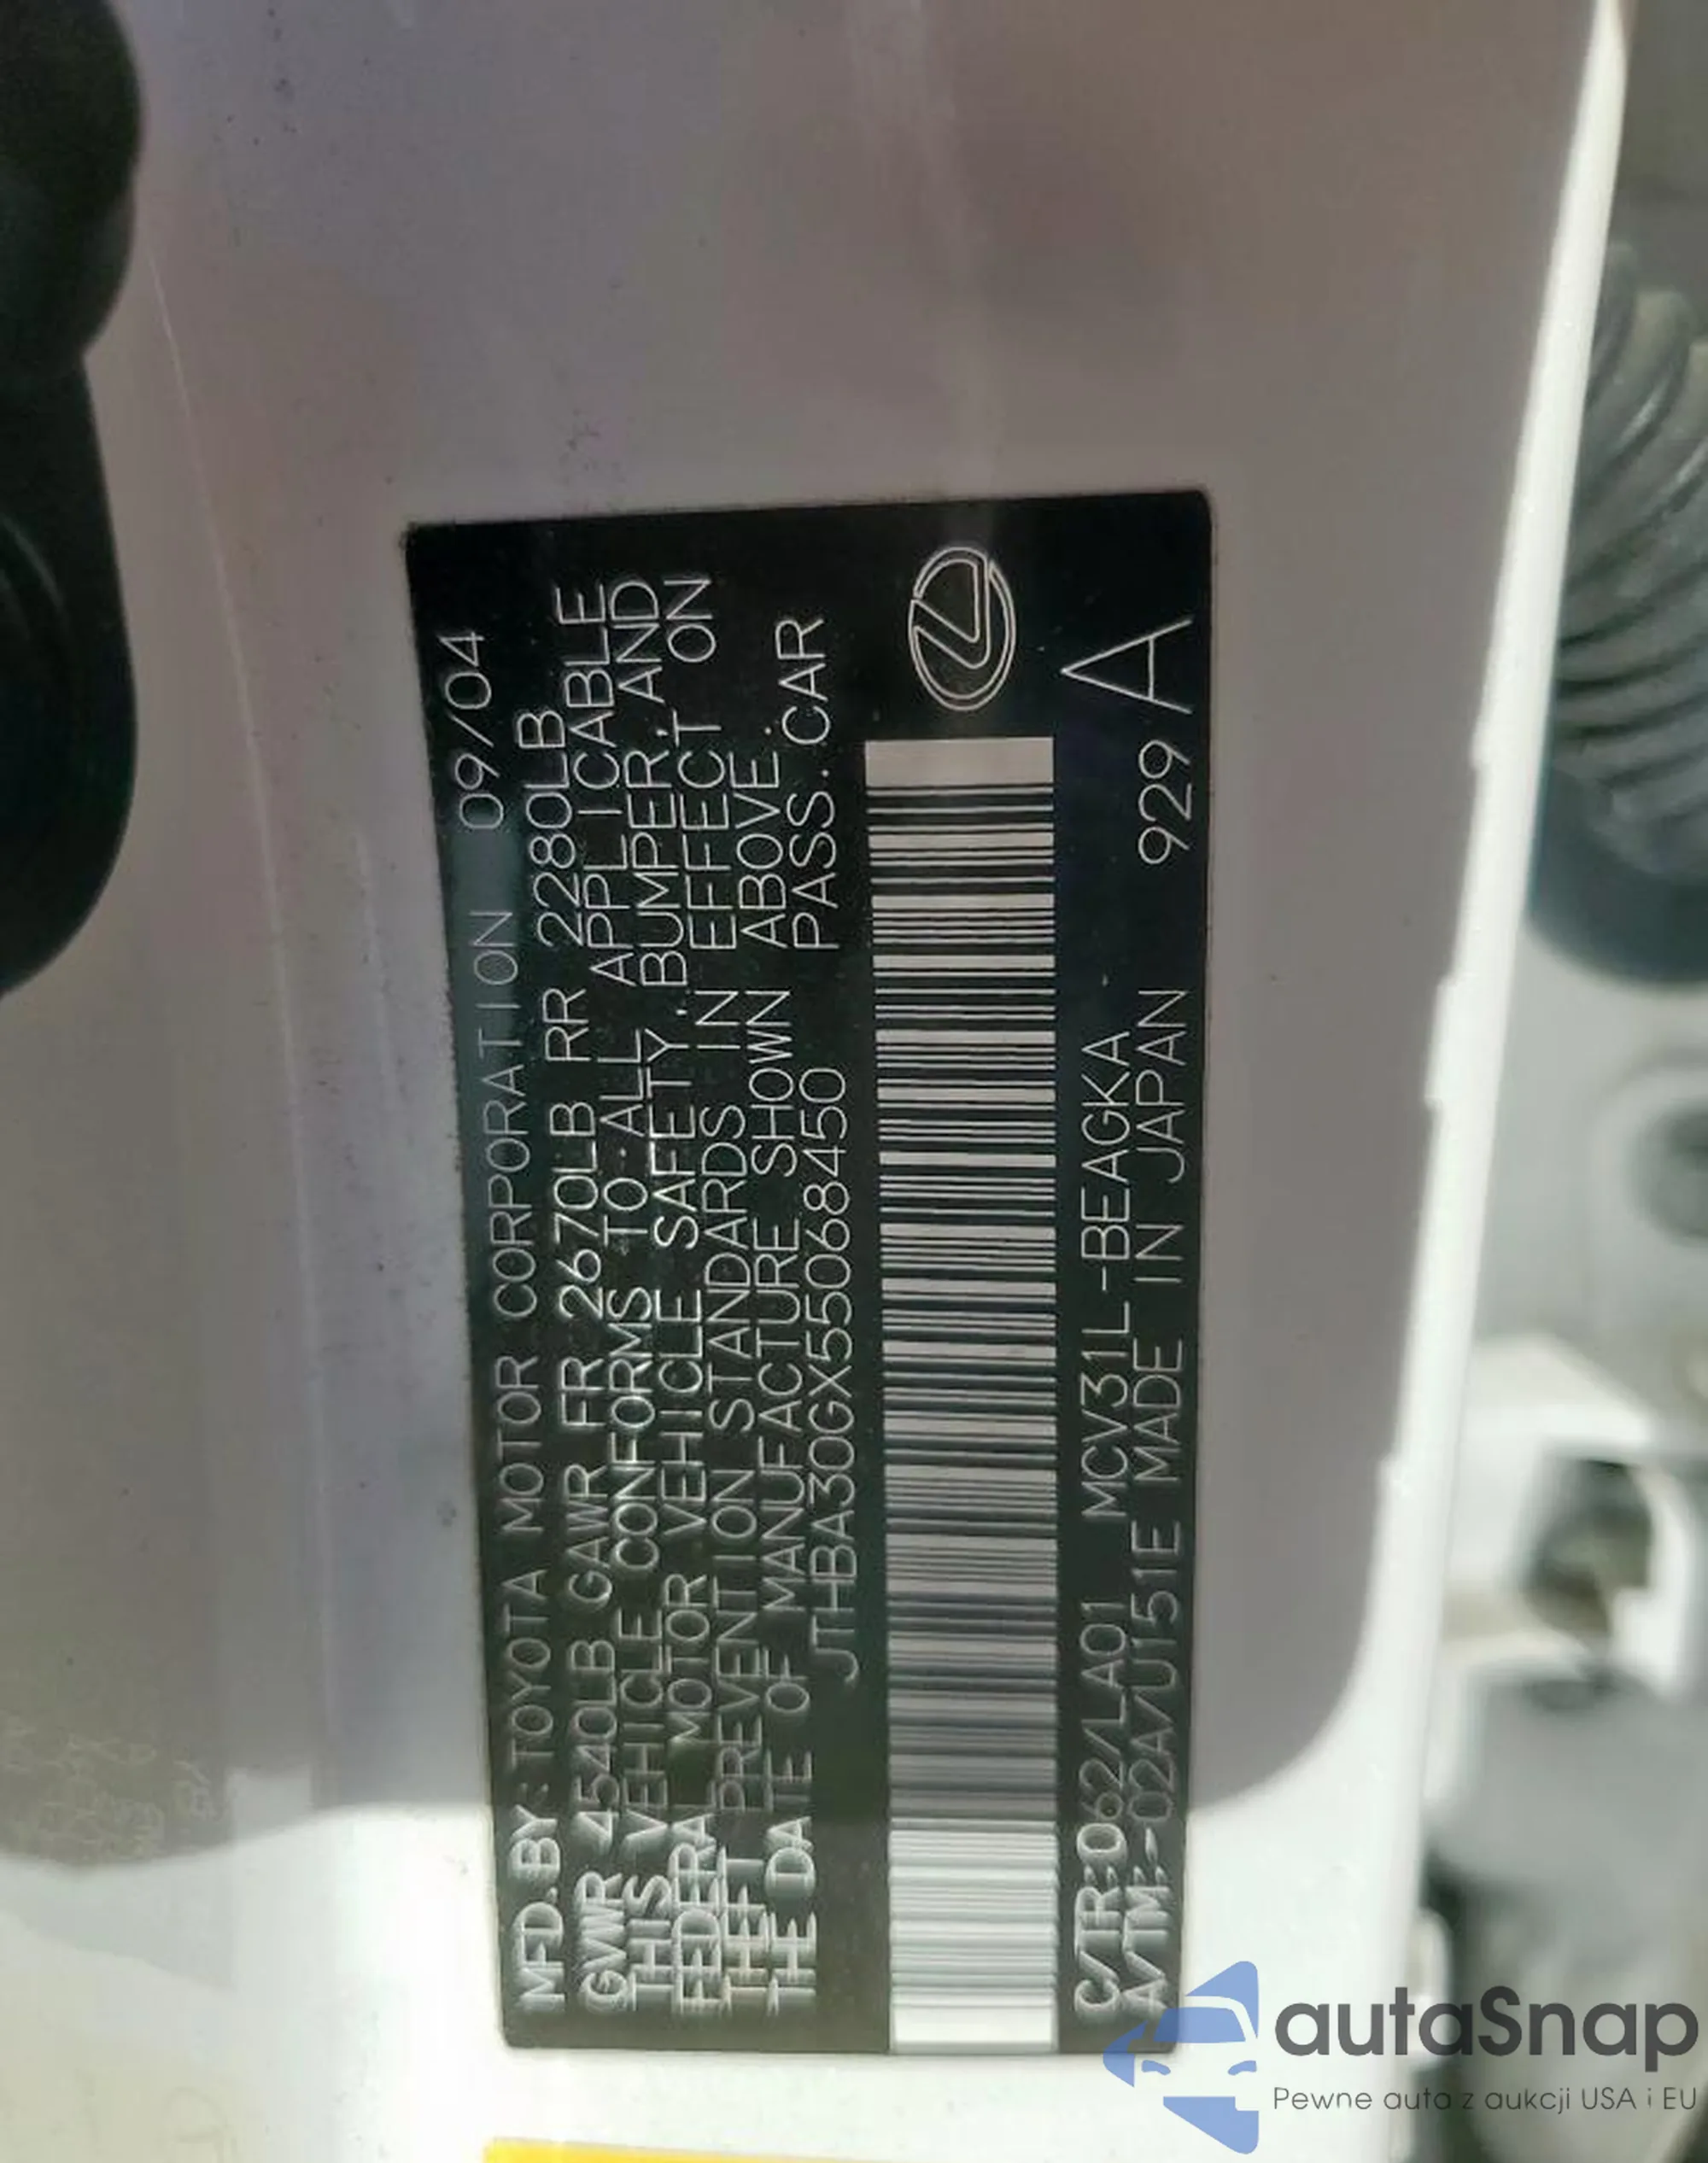 MFD. BY: TOYOTA MOTOR CORPORATION 09/04
GVWR 4540LB GAWR FR 2670LB RR 2280LB
THIS VEHICLE CONFORMS TO ALL APPLICABLE
FEDERAL MOTOR VEHICLE SAFETY, BUMPER, AND
THEFT PREVENTION STANDARDS IN EFFECT ON
THE DATE OF MANUFACTURE SHOWN ABOVE.
JTHBA30GX55068450 PASS. CAR
C/TR:062/LA01 MCV31L-BEAGKA 929A
A/TM:-02A/U151E MADE IN JAPAN
autaSnap
Pewne auta z aukcji USA i EU